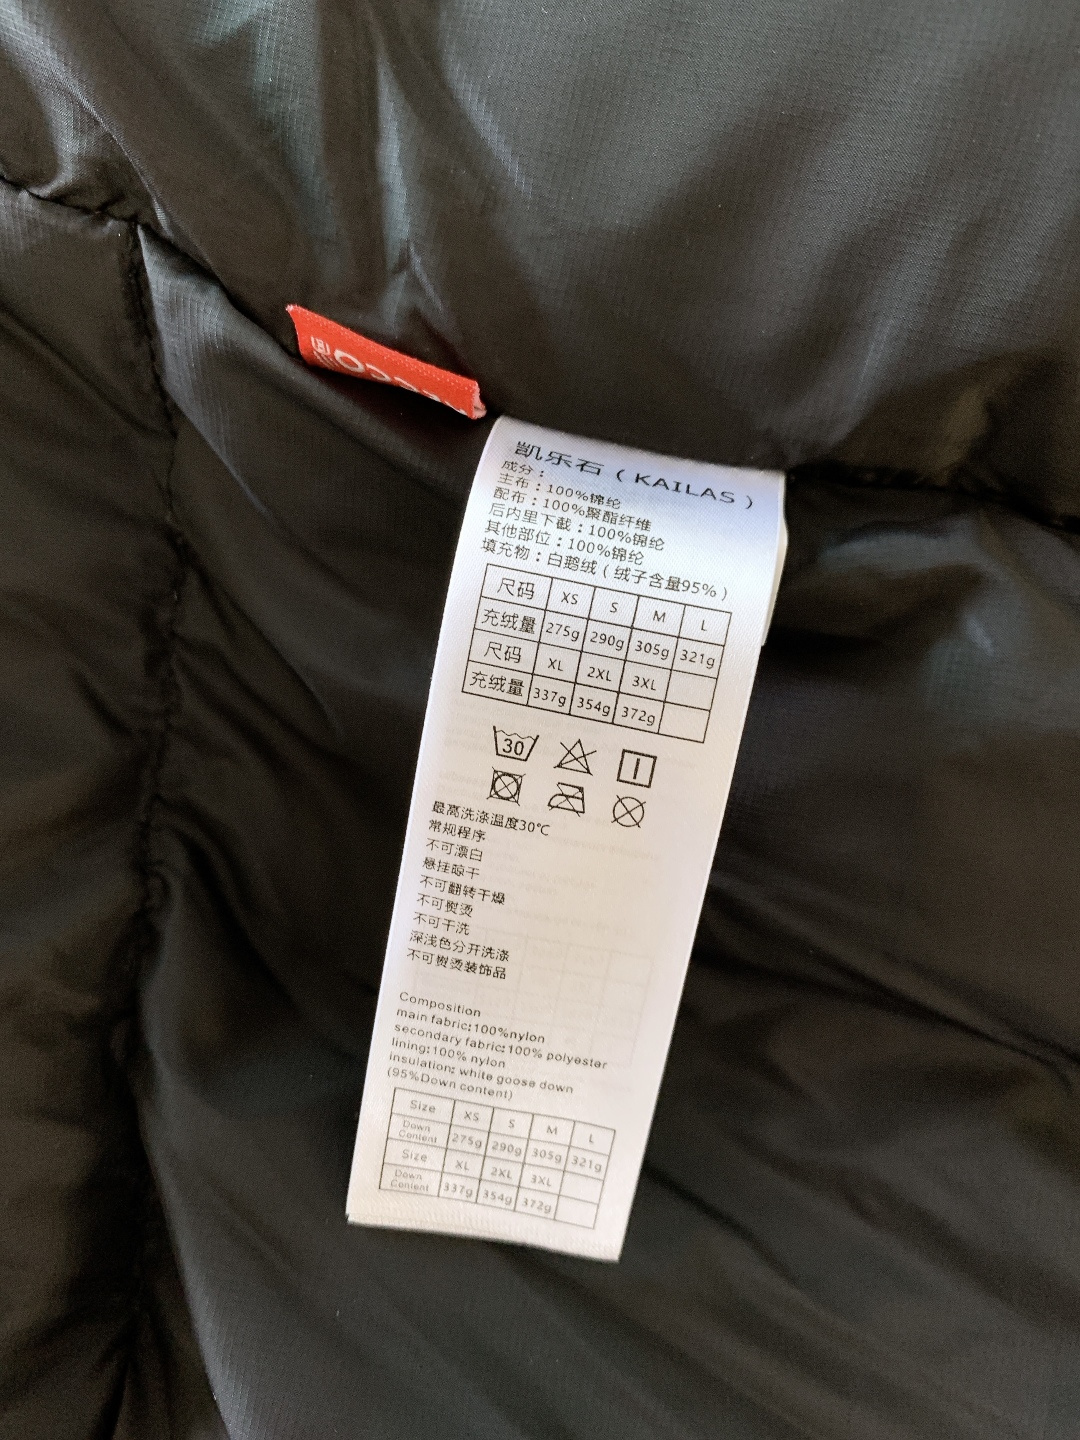 凯乐石（KAILAS）
成分：
主布：100%锦纶
配布：100%聚酯纤维
后内里下截：100%锦纶
其他部位：100%锦纶
填充物：白鹅绒（绒子含量95%）
尺码 XS S M L
充绒量 275g 290g 305g 321g
尺码 XL 2XL 3XL
充绒量 337g 354g 372g
30
最高洗涤温度30℃
常规程序
不可漂白
悬挂晾干
不可翻转干燥
不可熨烫
不可干洗
深浅色分开洗涤
不可熨烫装饰品
Composition
main fabric:100%nylon
secondary fabric:100% polyester
lining:100% nylon
insulation: white goose down
(95%Down content)
Size XS S M L
Down Content 275g 290g 305g 321g
Size XL 2XL 3XL
Down Content 337g 354g 372g